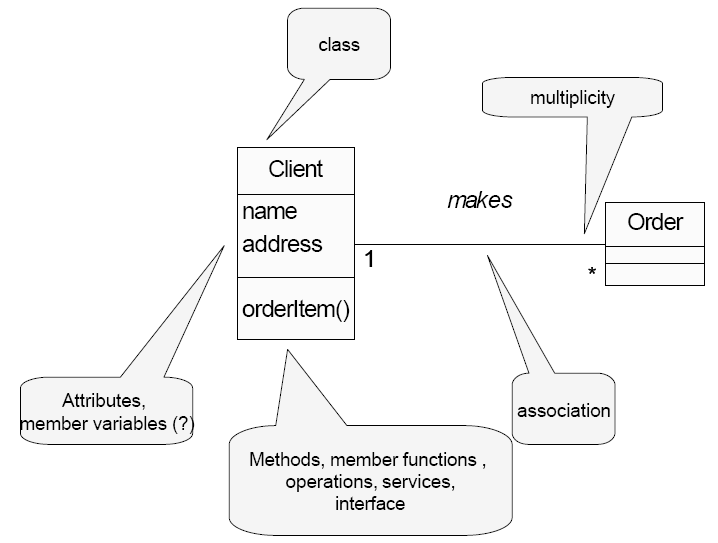 class
multiplicity
Client
makes
Order
name
address
1
*
orderItem()
Attributes,
member variables (?)
association
Methods, member functions ,
operations, services,
interface